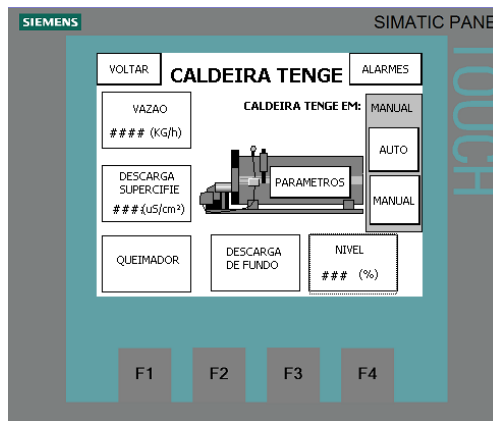 SIEMENS
SIMATIC PANE
TOUCH
VOLTAR
CALDEIRA TENGE
ALARMES
VAZAO
#### (KG/h)
CALDEIRA TENGE EM:
MANUAL
AUTO
MANUAL
DESCARGA
SUPERCIFIE
###(uS/cm²)
PARAMETROS
QUEIMADOR
DESCARGA
DE FUNDO
NIVEL
### (%)
F1
F2
F3
F4